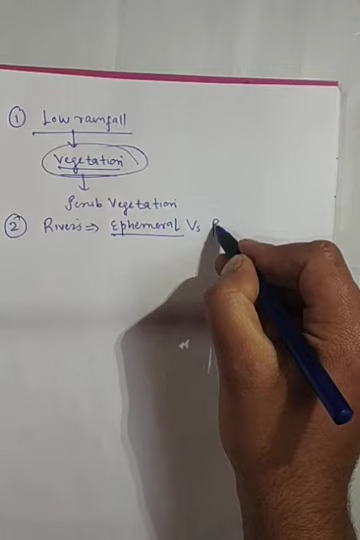 ① Low rainfall
Vegetation
Scrub Vegetation
② Rivers ⇒ Ephemeral Vs